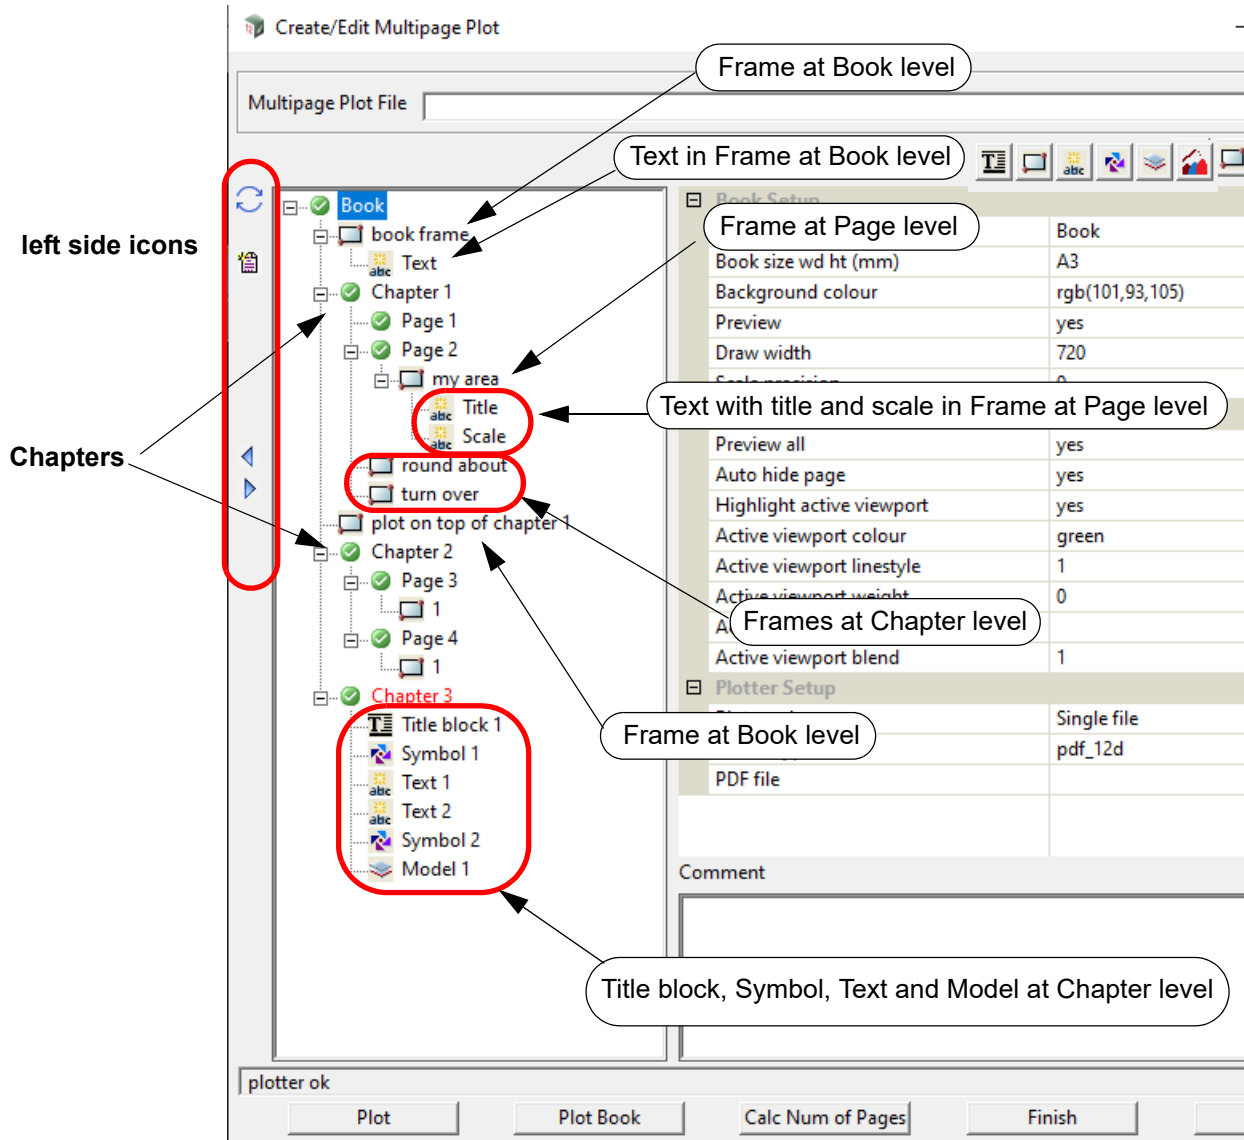 Create/Edit Multipage Plot
Frame at Book level
Multipage Plot File
Text in Frame at Book level
left side icons
Book
book frame
Text
Chapter 1
Page 1
Page 2
my area
Title
Scale
round about
turn over
plot on top of chapter 1
Chapter 2
Page 3
1
Page 4
1
Chapter 3
Title block 1
Symbol 1
Text 1
Text 2
Symbol 2
Model 1
Chapters
Book Setup
Frame at Page level
Book
Book size wd ht (mm) A3
Background colour rgb(101,93,105)
Preview yes
Draw width 720
Text with title and scale in Frame at Page level
Preview all yes
Auto hide page yes
Highlight active viewport yes
Active viewport colour green
Active viewport linestyle 1
Active viewport weight 0
Frames at Chapter level
Active viewport blend 1
Plotter Setup
Frame at Book level
Single file
pdf_12d
PDF file
Comment
Title block, Symbol, Text and Model at Chapter level
plotter ok
Plot Plot Book Calc Num of Pages Finish